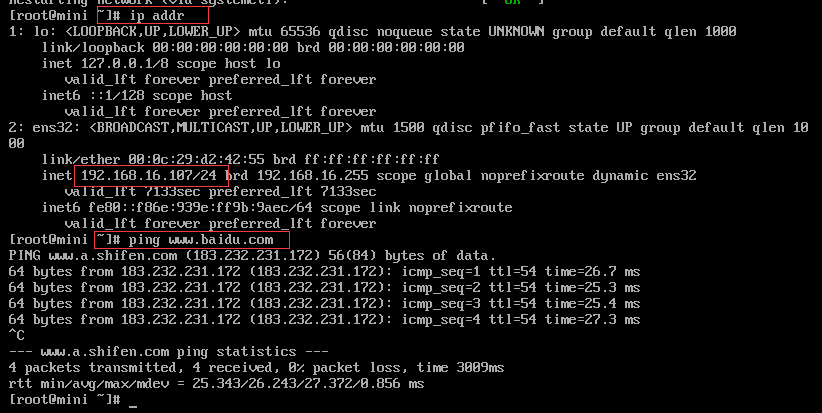 Restarting network (via systemctl):                         [  OK  ]
[root@mini ~]# ip addr
1: lo: <LOOPBACK,UP,LOWER_UP> mtu 65536 qdisc noqueue state UNKNOWN group default qlen 1000
    link/loopback 00:00:00:00:00:00 brd 00:00:00:00:00:00
    inet 127.0.0.1/8 scope host lo
       valid_lft forever preferred_lft forever
    inet6 ::1/128 scope host
       valid_lft forever preferred_lft forever
2: ens32: <BROADCAST,MULTICAST,UP,LOWER_UP> mtu 1500 qdisc pfifo_fast state UP group default qlen 10
00
    link/ether 00:0c:29:d2:42:55 brd ff:ff:ff:ff:ff:ff
    inet 192.168.16.107/24 brd 192.168.16.255 scope global noprefixroute dynamic ens32
       valid_lft 7133sec preferred_lft 7133sec
    inet6 fe80::f86e:939e:ff9b:9aec/64 scope link noprefixroute
       valid_lft forever preferred_lft forever
[root@mini ~]# ping www.baidu.com
PING www.a.shifen.com (183.232.231.172) 56(84) bytes of data.
64 bytes from 183.232.231.172 (183.232.231.172): icmp_seq=1 ttl=54 time=26.7 ms
64 bytes from 183.232.231.172 (183.232.231.172): icmp_seq=2 ttl=54 time=25.3 ms
64 bytes from 183.232.231.172 (183.232.231.172): icmp_seq=3 ttl=54 time=25.4 ms
64 bytes from 183.232.231.172 (183.232.231.172): icmp_seq=4 ttl=54 time=27.3 ms
^C
--- www.a.shifen.com ping statistics ---
4 packets transmitted, 4 received, 0% packet loss, time 3009ms
rtt min/avg/max/mdev = 25.343/26.243/27.372/0.856 ms
[root@mini ~]# _